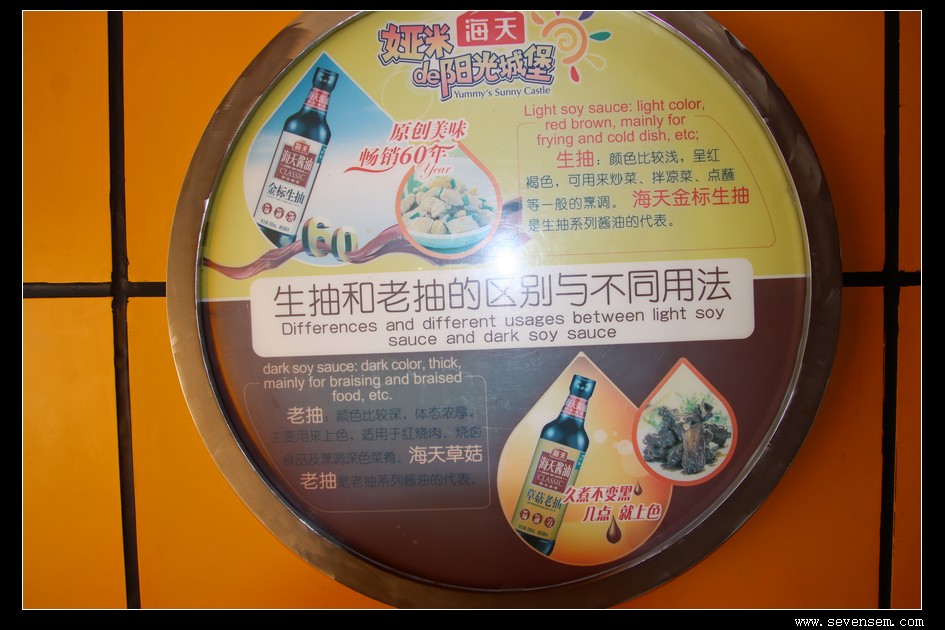 海天
娅米
de阳光城堡
Yummy's Sunny Castle
原创美味
畅销60年
Year
60
海天
海天酱油
CLASSIC
金标生抽
Light soy sauce: light color,
red brown, mainly for
frying and cold dish, etc;
生抽：颜色比较浅，呈红
褐色，可用来炒菜、拌凉菜、点蘸
等一般的烹调。 海天金标生抽
是生抽系列酱油的代表。
生抽和老抽的区别与不同用法
Differences and different usages between light soy
sauce and dark soy sauce
dark soy sauce: dark color, thick,
mainly for braising and braised
food, etc.
老抽：颜色比较深，体态浓厚，
主要用来上色，适用于红烧肉、烧卤
食品及烹调深色菜肴。 海天草菇
老抽是老抽系列酱油的代表。
海天
海天酱油
CLASSIC
草菇老抽
久煮不变黑
几点 就上色
www.sevensem.com